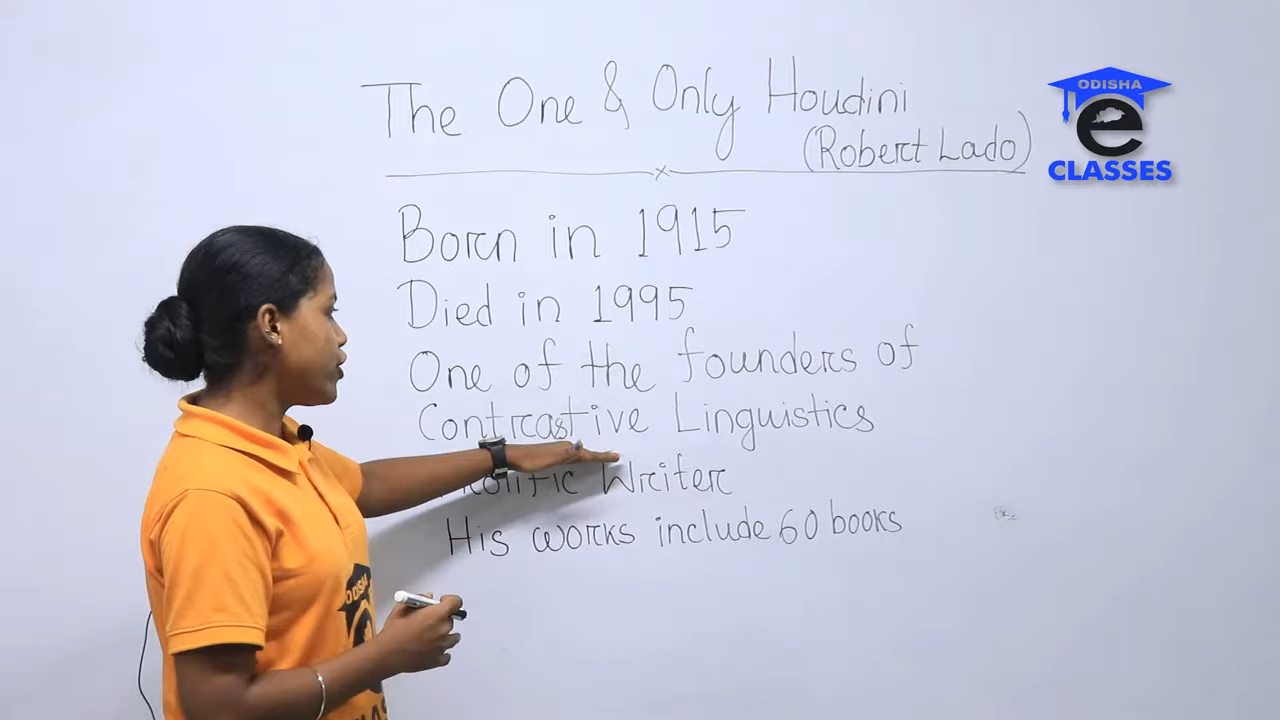 The One & Only Houdini
(Robert Lado)
Born in 1915
Died in 1995
One of the founders of
Contrastive Linguistics
Writer
His works include 60 books
ODISHA
e
CLASSES
ODISHA